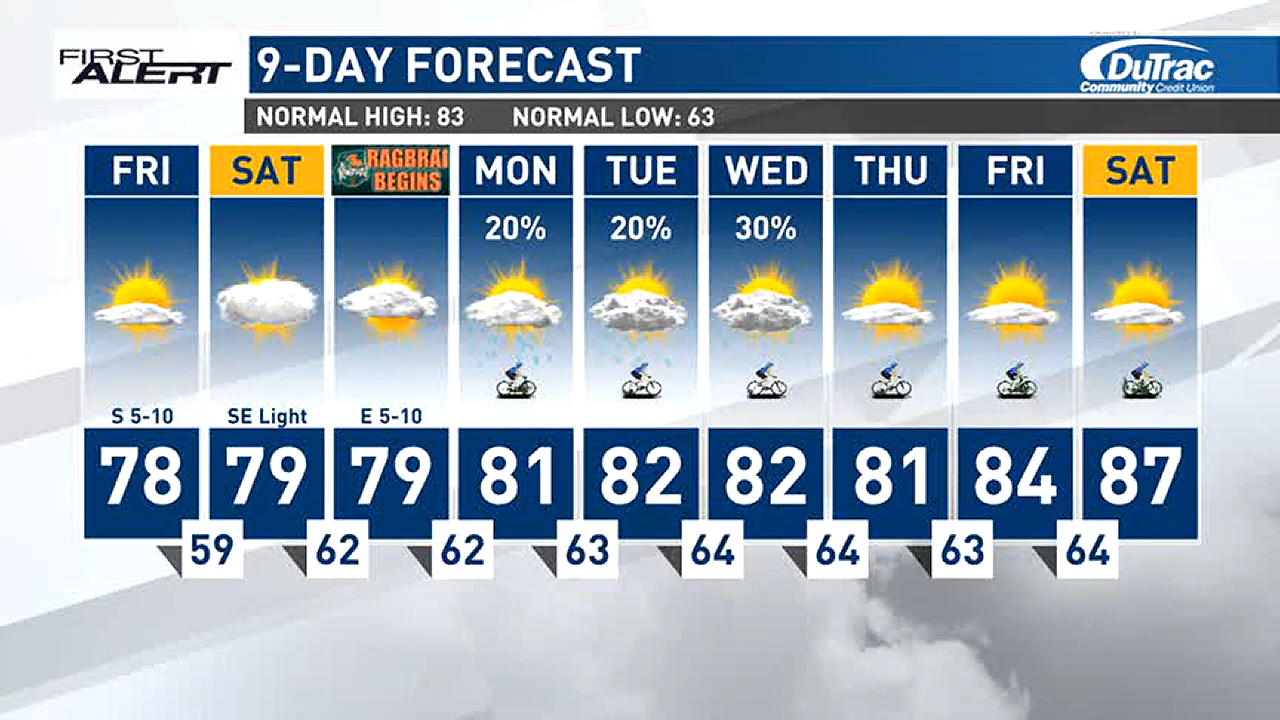 FIRST
ALERT
9-DAY FORECAST
DuTrac
Community Credit Union
NORMAL HIGH: 83 NORMAL LOW: 63
FRI SAT RAGBRAI MON TUE WED THU FRI SAT
BEGINS
20% 20% 30%
S 5-10 SE Light E 5-10
78 79 79 81 82 82 81 84 87
59 62 62 63 64 64 63 64